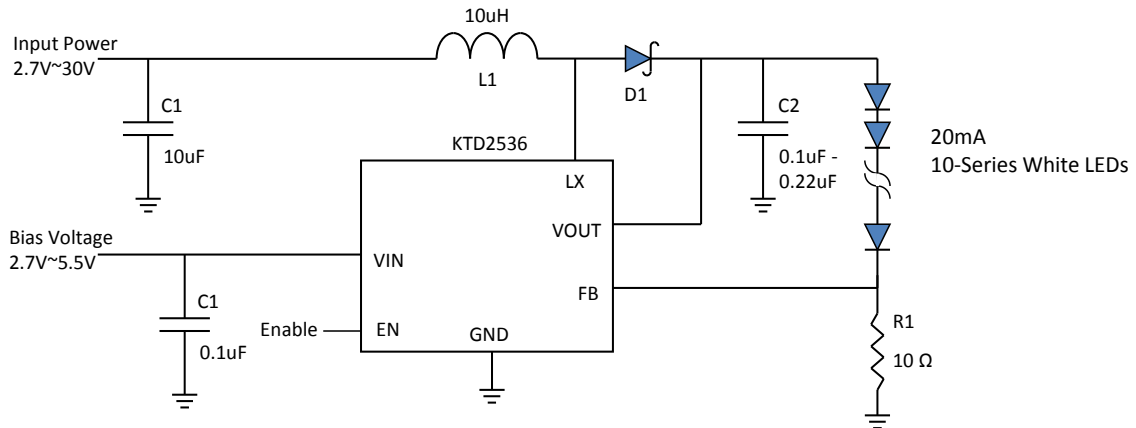 10uH
Input Power
2.7V~30V
L1
D1
C1
10uF
C2
0.1uF -
0.22uF
20mA
10-Series White LEDs
KTD2536
LX
VOUT
Bias Voltage
2.7V~5.5V
VIN
FB
C1
0.1uF
Enable
EN
GND
R1
10 Ω